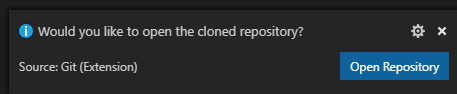 Would you like to open the cloned repository?
Source: Git (Extension)
Open Repository